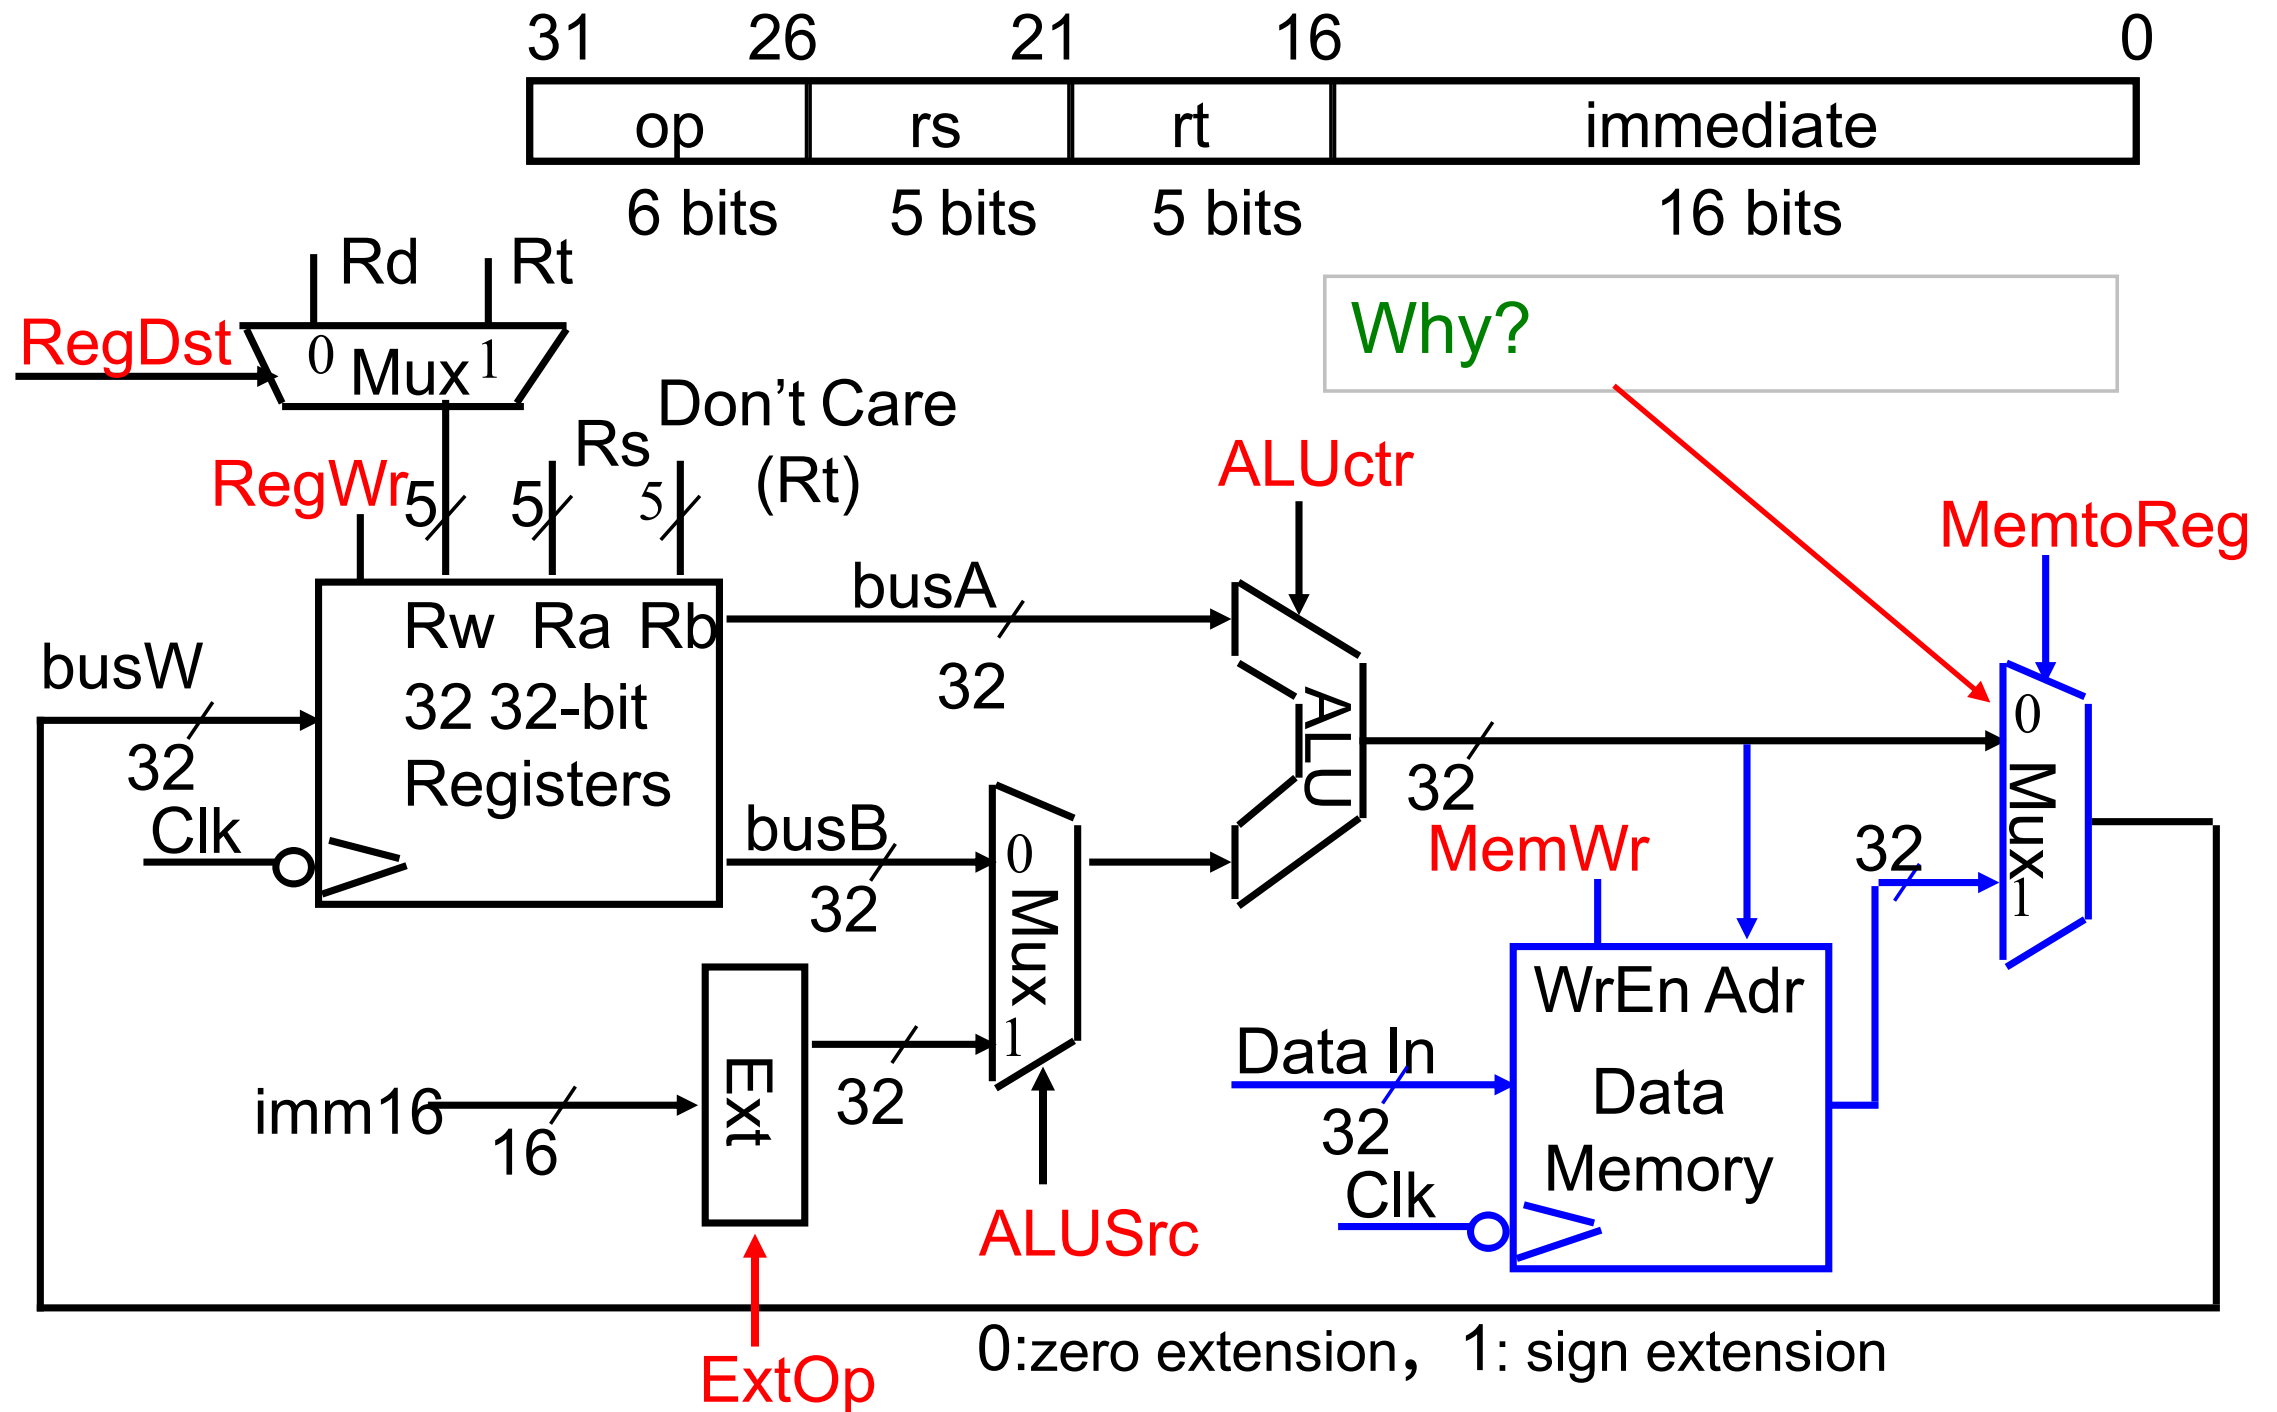 31 26 21 16 0
op rs rt immediate
6 bits 5 bits 5 bits 16 bits
Rd Rt
Why?
RegDst
0 Mux 1
Don't Care
Rs (Rt)
RegWr
5 5 5
ALUctr
MemtoReg
busA
32
Rw Ra Rb
busW
32
32 32-bit
Registers
Clk
busB
32
0
Mux
1
ALU
32
MemWr
0
Mux
1
32
WrEn Adr
Data In
32
Data
Memory
Clk
imm16
16
Ext
32
ALUSrc
ExtOp
0:zero extension, 1: sign extension